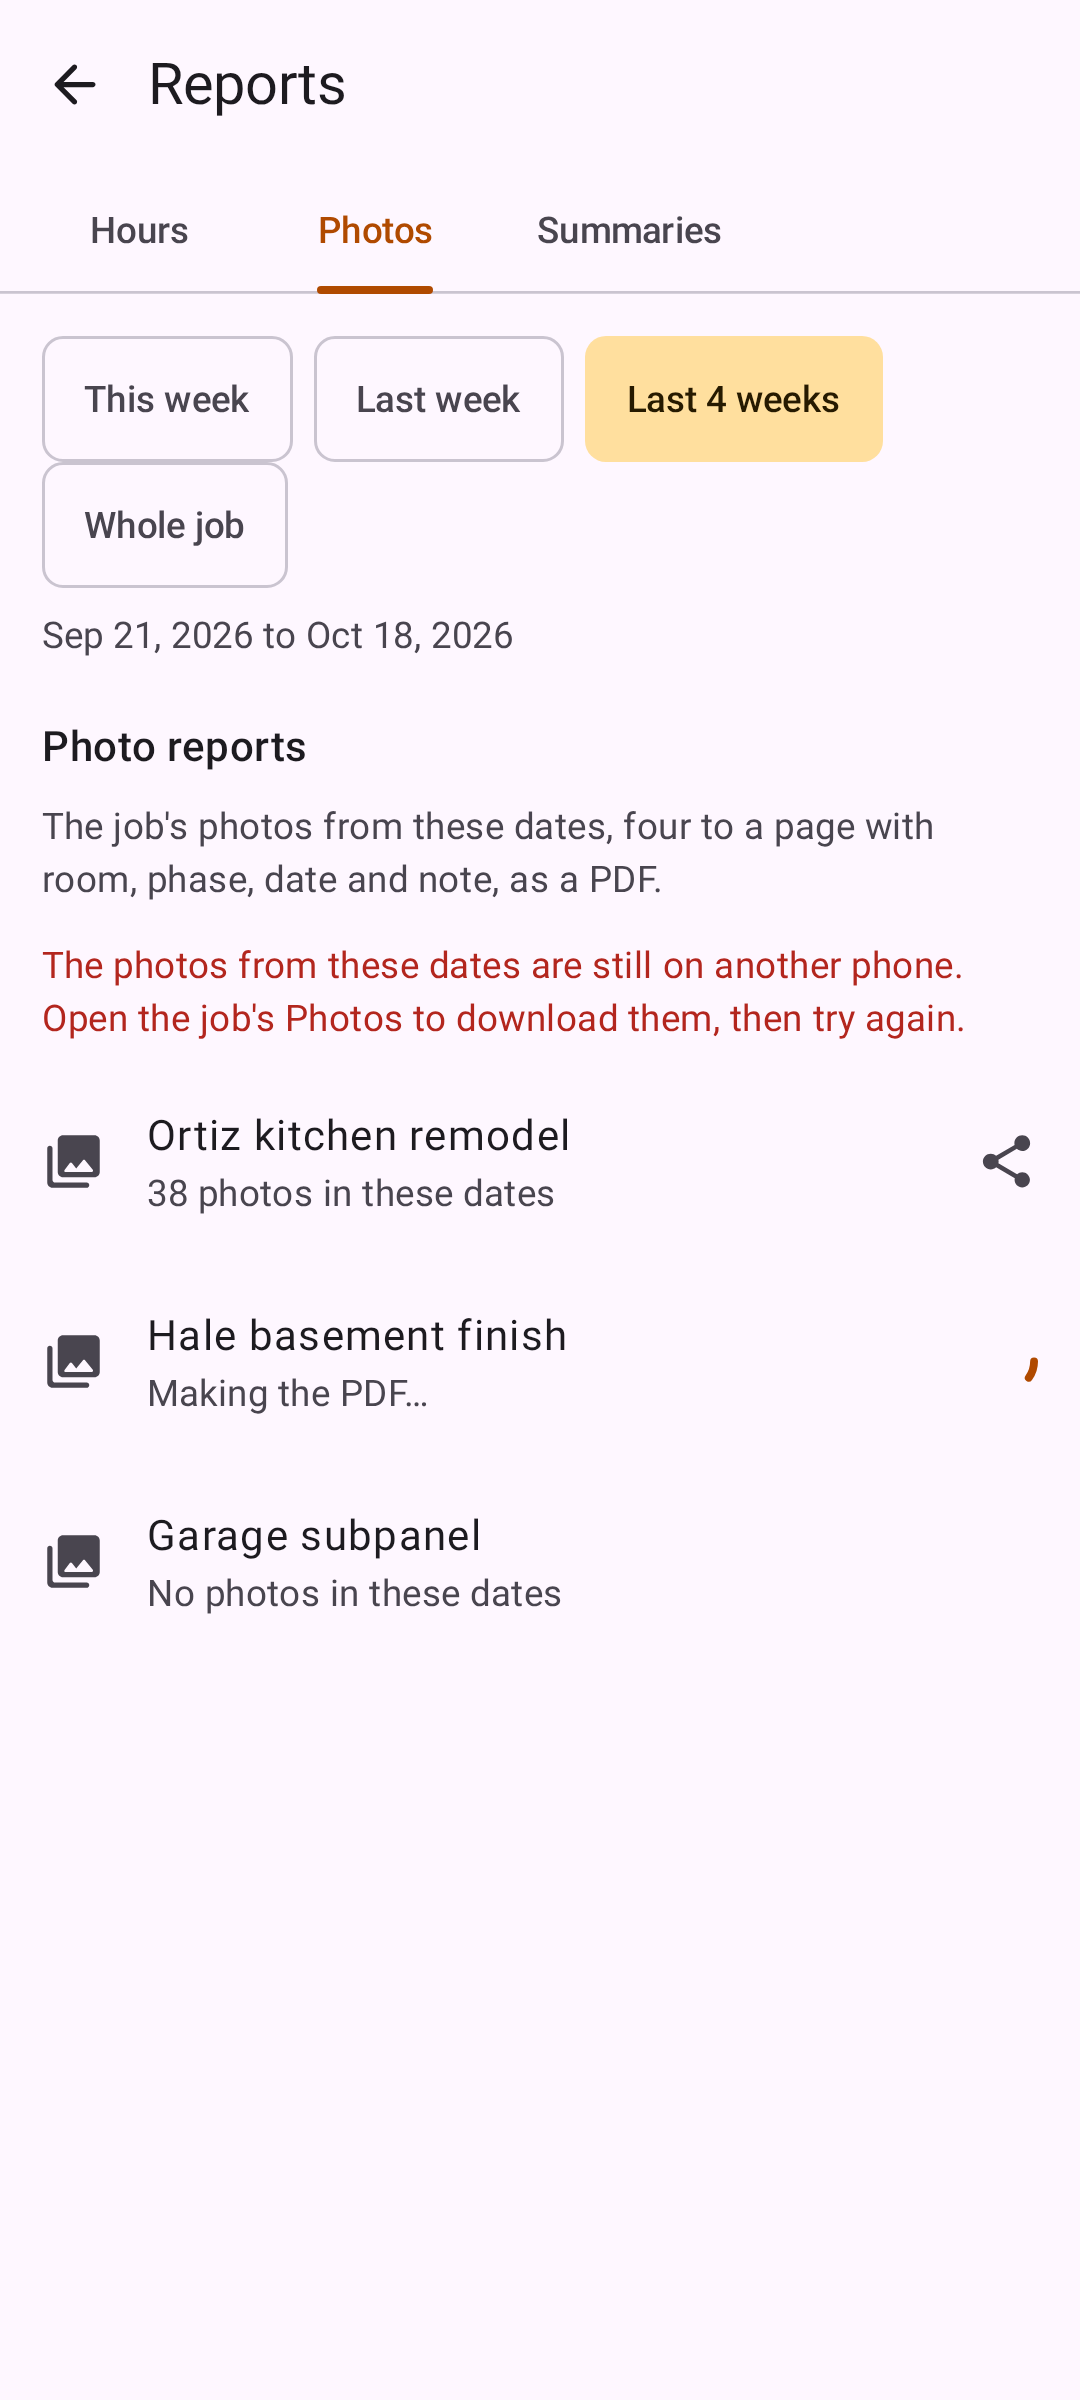 Reports
Hours
Photos
Summaries
This week
Last week
Last 4 weeks
Whole job
Sep 21, 2026 to Oct 18, 2026
Photo reports
The job's photos from these dates, four to a page with
room, phase, date and note, as a PDF.
The photos from these dates are still on another phone.
Open the job's Photos to download them, then try again.
Ortiz kitchen remodel
38 photos in these dates
Hale basement finish
Making the PDF…
Garage subpanel
No photos in these dates